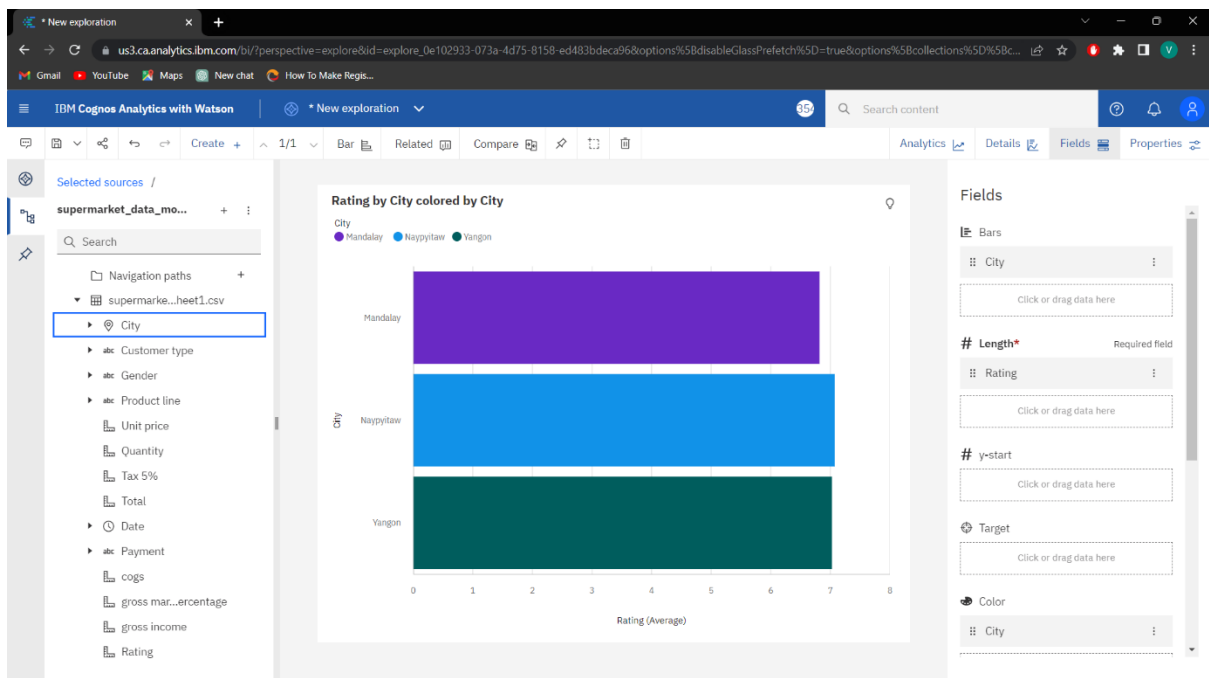 * New exploration
us3.ca.analytics.ibm.com/bi/?perspective=explore&id=explore_0e102933-073a-4d75-8158-ed483bdeca96&options%5BdisableGlassPrefetch%5D=true&options%5Bcollections%5D%5Bc...
Gmail YouTube Maps New chat How To Make Regis...
IBM Cognos Analytics with Watson * New exploration 354 Search content
Create + 1/1 Bar Related Compare Analytics Details Fields Properties
Selected sources /
supermarket_data_mo...
Search
Navigation paths
supermarke...heet1.csv
City
abc Customer type
abc Gender
abc Product line
Unit price
Quantity
Tax 5%
Total
Date
abc Payment
cogs
gross mar...ercentage
gross income
Rating
Rating by City colored by City
City
Mandalay Naypyitaw Yangon
City
Mandalay
Naypyitaw
Yangon
0 1 2 3 4 5 6 7 8
Rating (Average)
Fields
Bars
City
Click or drag data here
# Length* Required field
Rating
Click or drag data here
# y-start
Click or drag data here
Target
Click or drag data here
Color
City